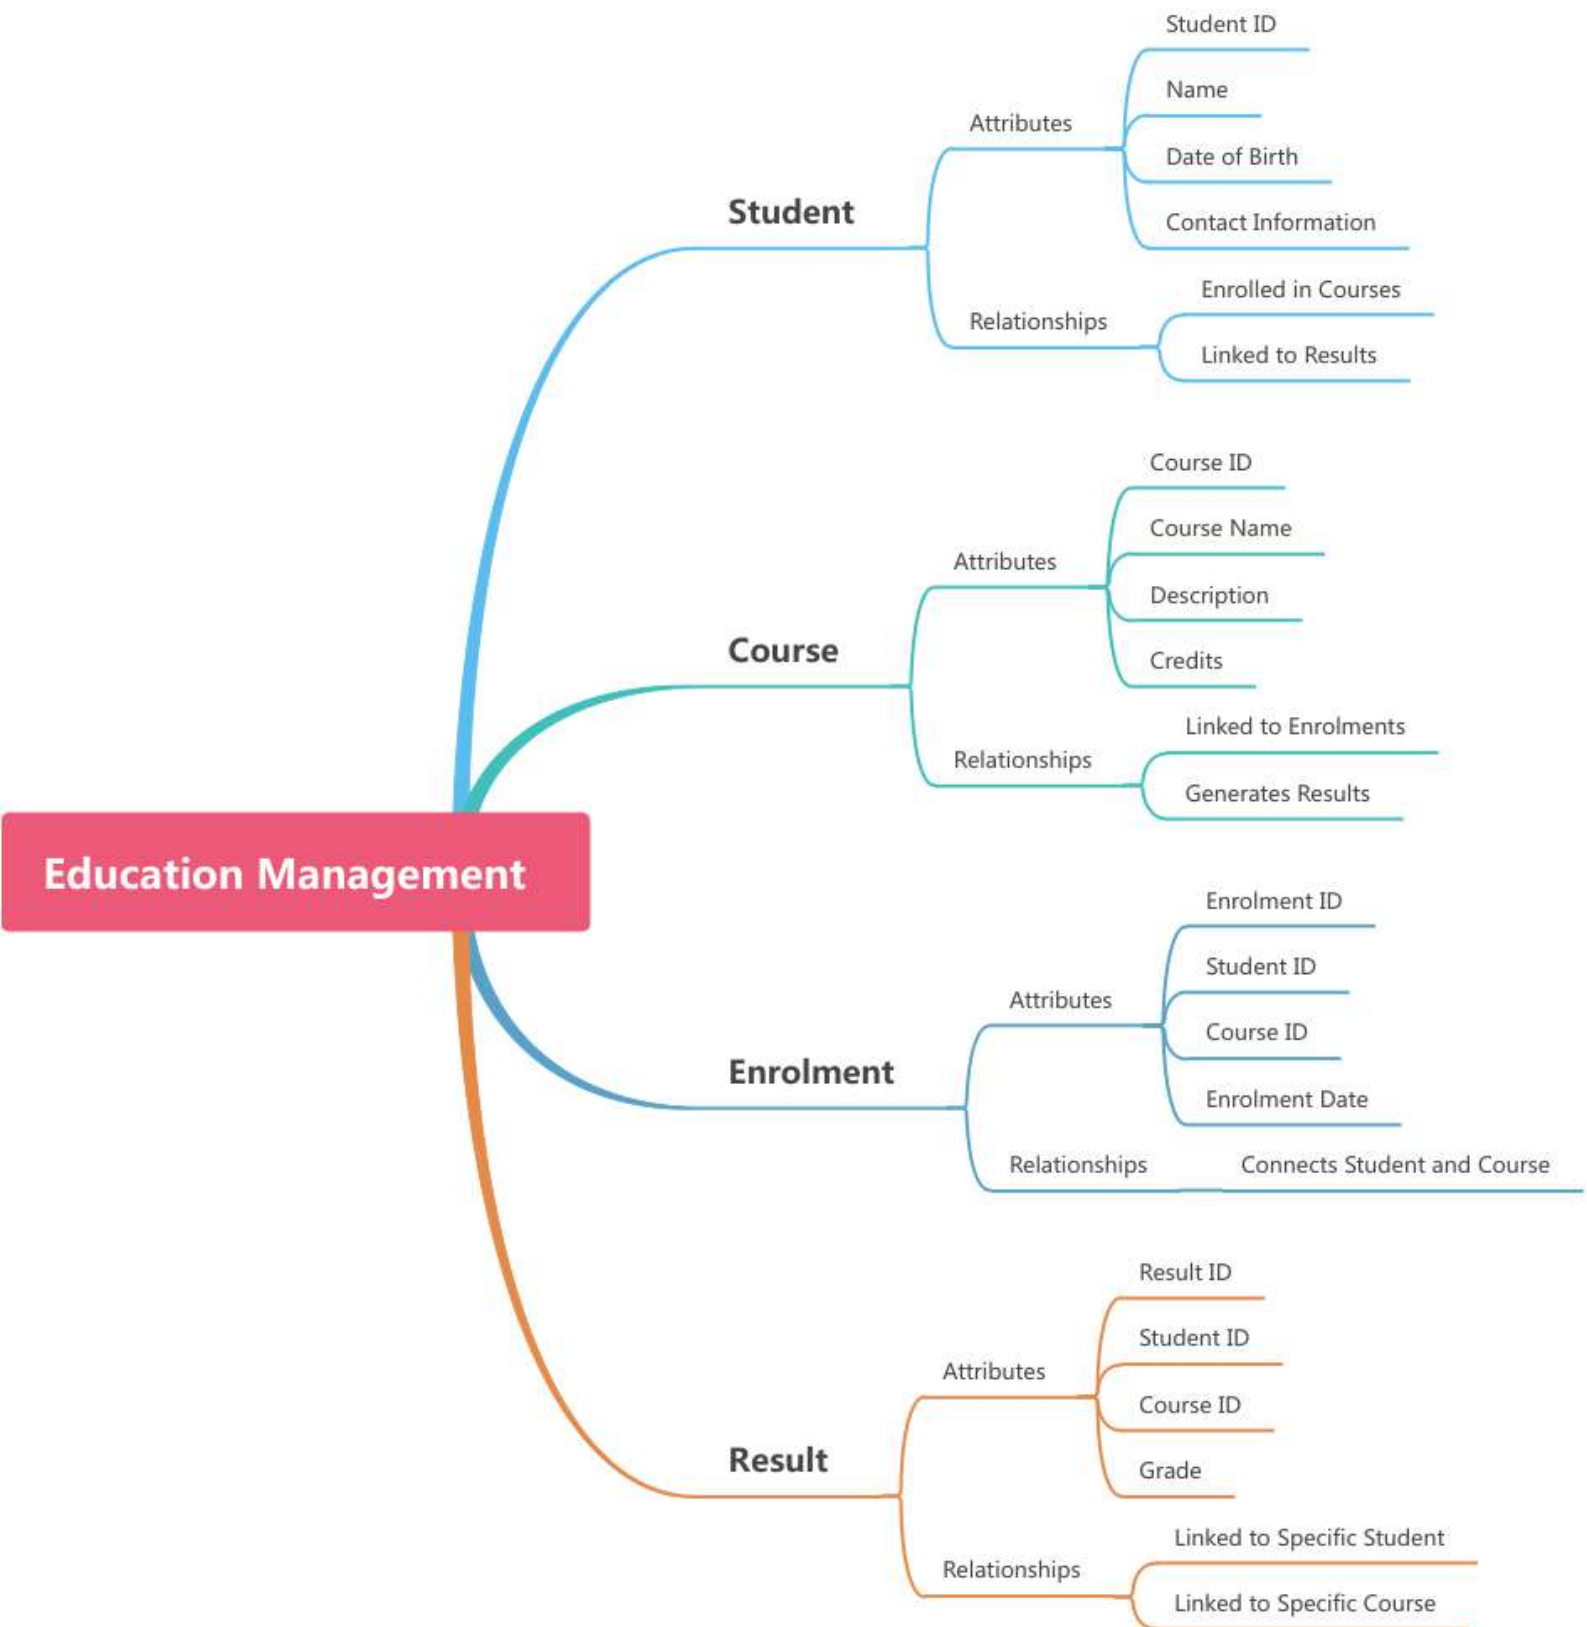 Education Management
Student
Attributes
Student ID
Name
Date of Birth
Contact Information
Relationships
Enrolled in Courses
Linked to Results
Course
Attributes
Course ID
Course Name
Description
Credits
Relationships
Linked to Enrolments
Generates Results
Enrolment
Attributes
Enrolment ID
Student ID
Course ID
Enrolment Date
Relationships
Connects Student and Course
Result
Attributes
Result ID
Student ID
Course ID
Grade
Relationships
Linked to Specific Student
Linked to Specific Course